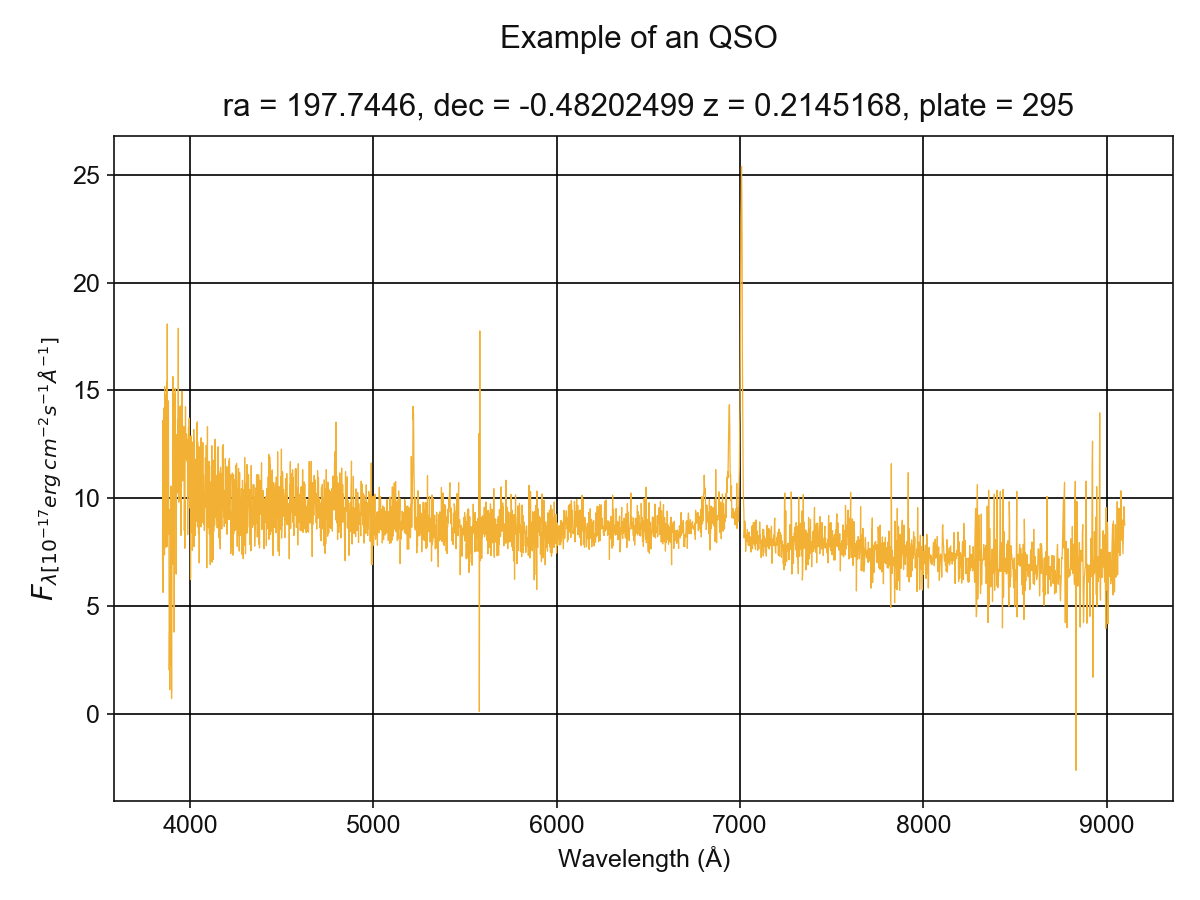 Example of an QSO
ra = 197.7446, dec = -0.48202499 z = 0.2145168, plate = 295
25
20
15
10
5
0
F_{λ[10^{−17} erg cm^{−2} s^{−1} Å^{−1}]}
4000 5000 6000 7000 8000 9000
Wavelength (Å)